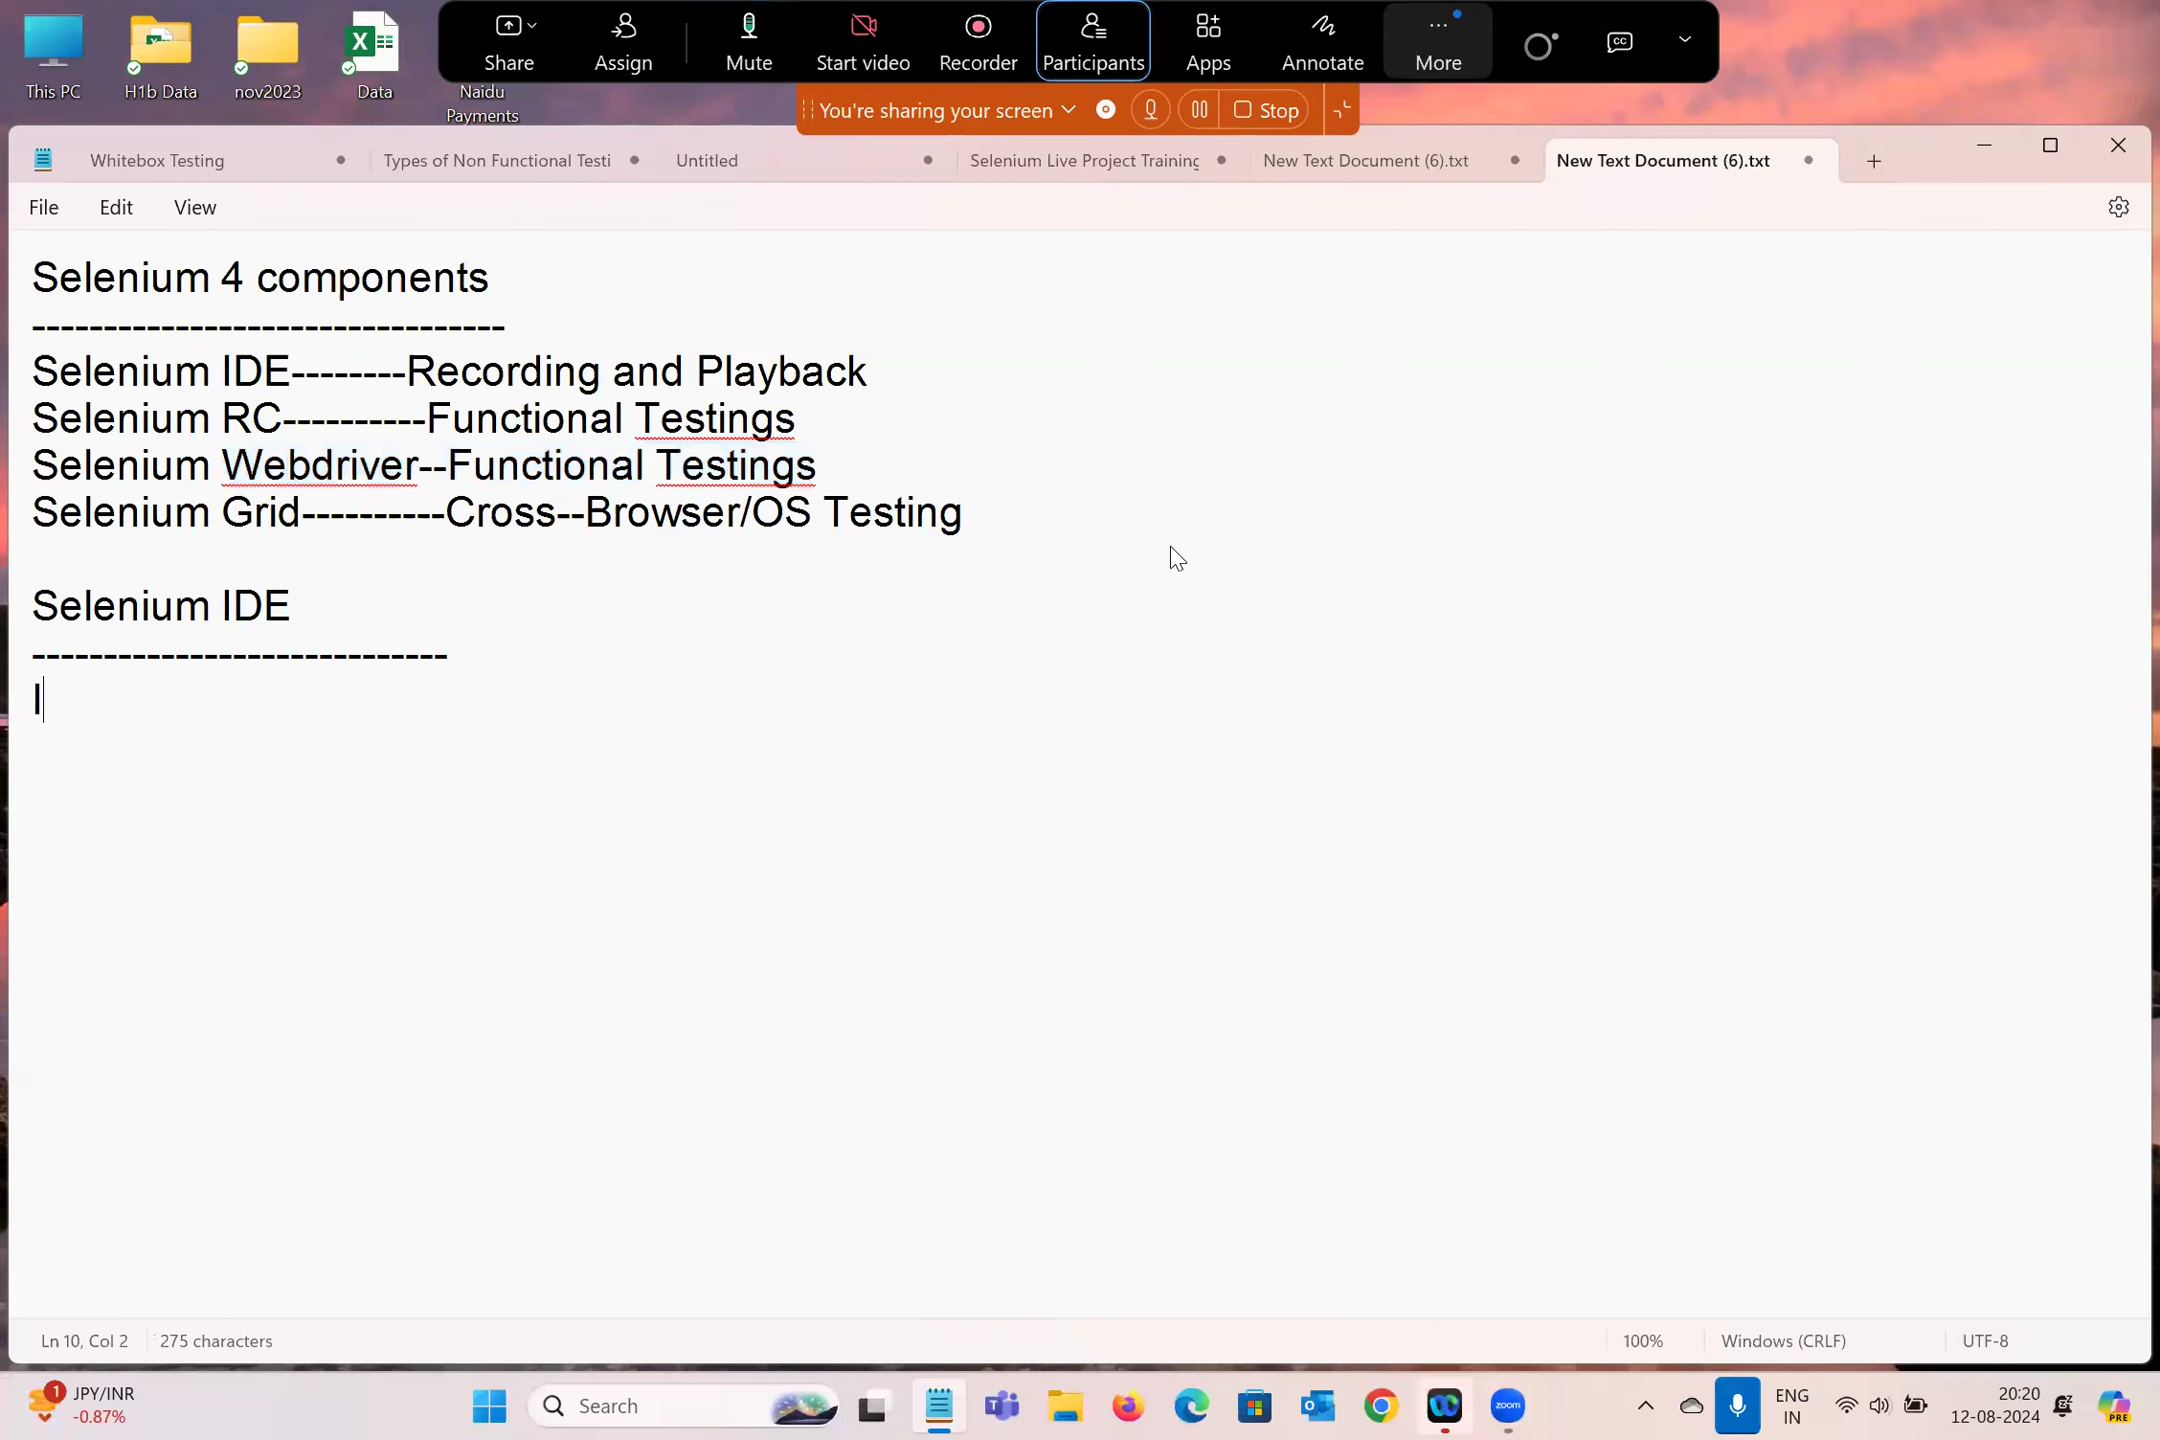 Share
Assign
Mute
Start video
Recorder
Participants
Apps
Annotate
More
This PC
H1b Data
nov2023
Data
Naidu
Payments
You're sharing your screen
Stop
Whitebox Testing
Types of Non Functional Testi
Untitled
Selenium Live Project Training
New Text Document (6).txt
New Text Document (6).txt
File Edit View
Selenium 4 components
---------------------------------
Selenium IDE--------Recording and Playback
Selenium RC----------Functional Testings
Selenium Webdriver--Functional Testings
Selenium Grid----------Cross--Browser/OS Testing
Selenium IDE
-----------------------------
I
Ln 10, Col 2
275 characters
100%
Windows (CRLF)
UTF-8
1
JPY/INR
-0.87%
Search
zoom
ENG
IN
20:20
12-08-2024
PRE